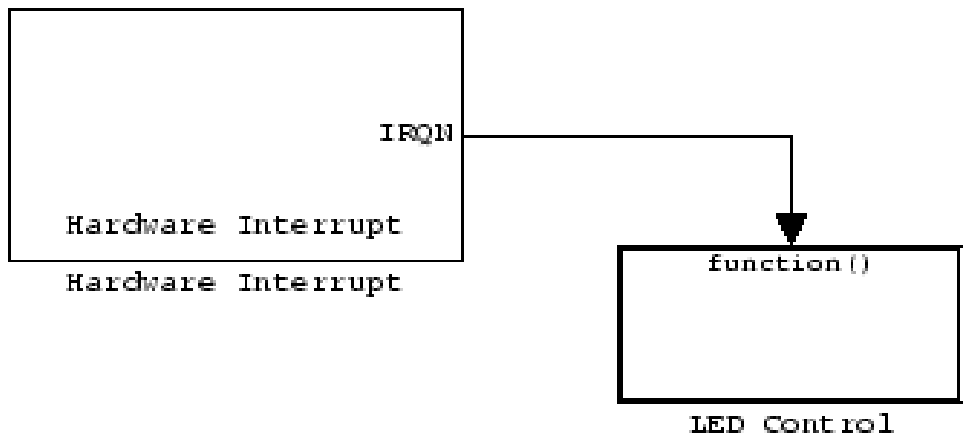 IRQN
Hardware Interrupt
Hardware Interrupt
function()
LED Control